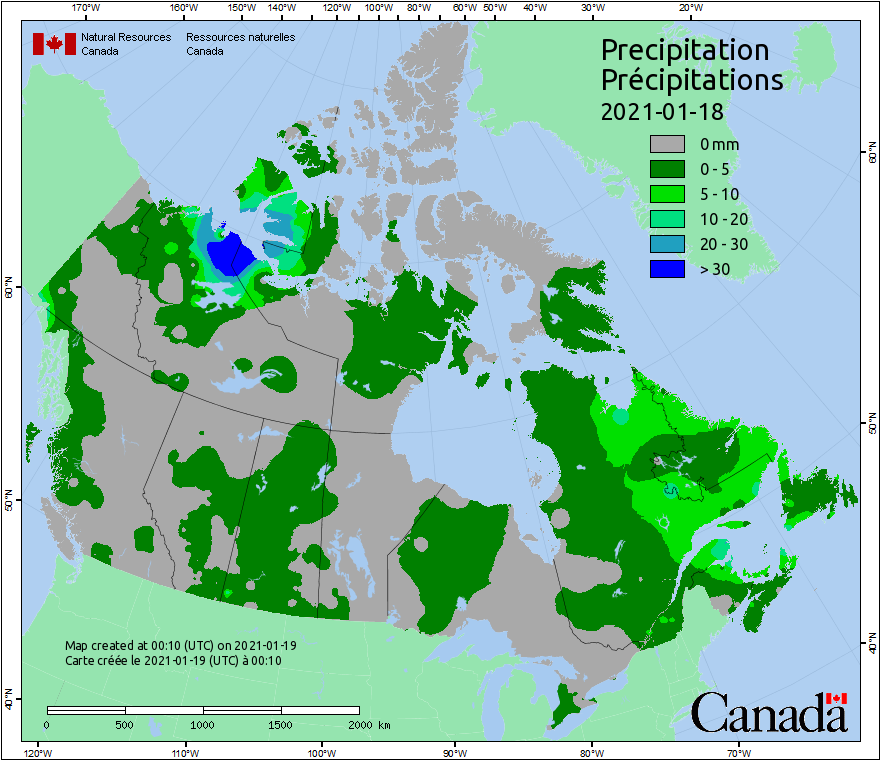 170°W 160°W 150°W 140°W 120°W 100°W 80°W 60°W 50°W 40°W 30°W 20°W
Natural Resources Ressources naturelles
Canada Canada
Precipitation
Précipitations
2021-01-18
0 mm
0 - 5
5 - 10
10 - 20
20 - 30
> 30
60°N
60°N
50°N
50°N
40°N
40°N
Map created at 00:10 (UTC) on 2021-01-19
Carte créée le 2021-01-19 (UTC) à 00:10
0 500 1000 1500 2000 km
Canada
120°W 110°W 100°W 90°W 80°W 70°W